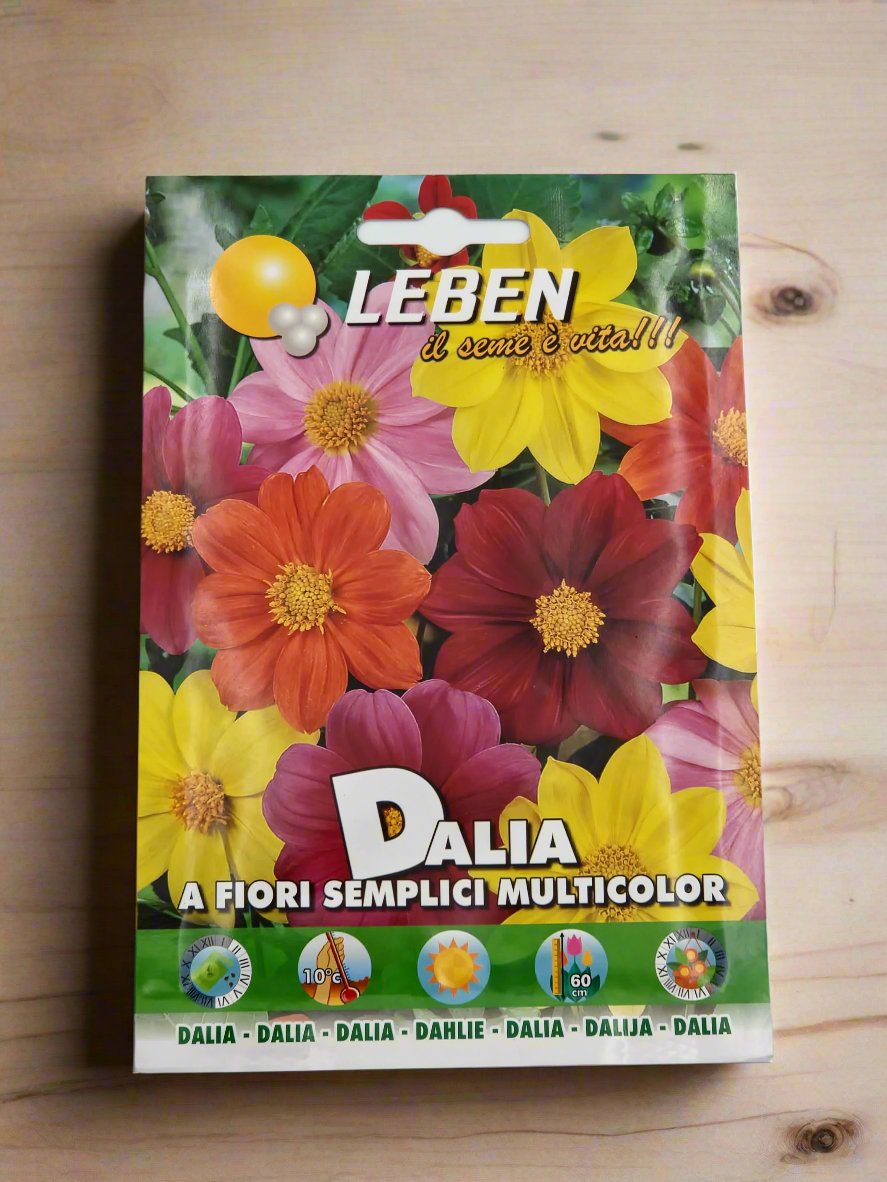 LEBEN
il seme è vita!!!
DALIA
A FIORI SEMPLICI MULTICOLOR
10°C
60
cm
DALIA - DALIA - DALIA - DAHLIE - DALIA - DALIJA - DALIA